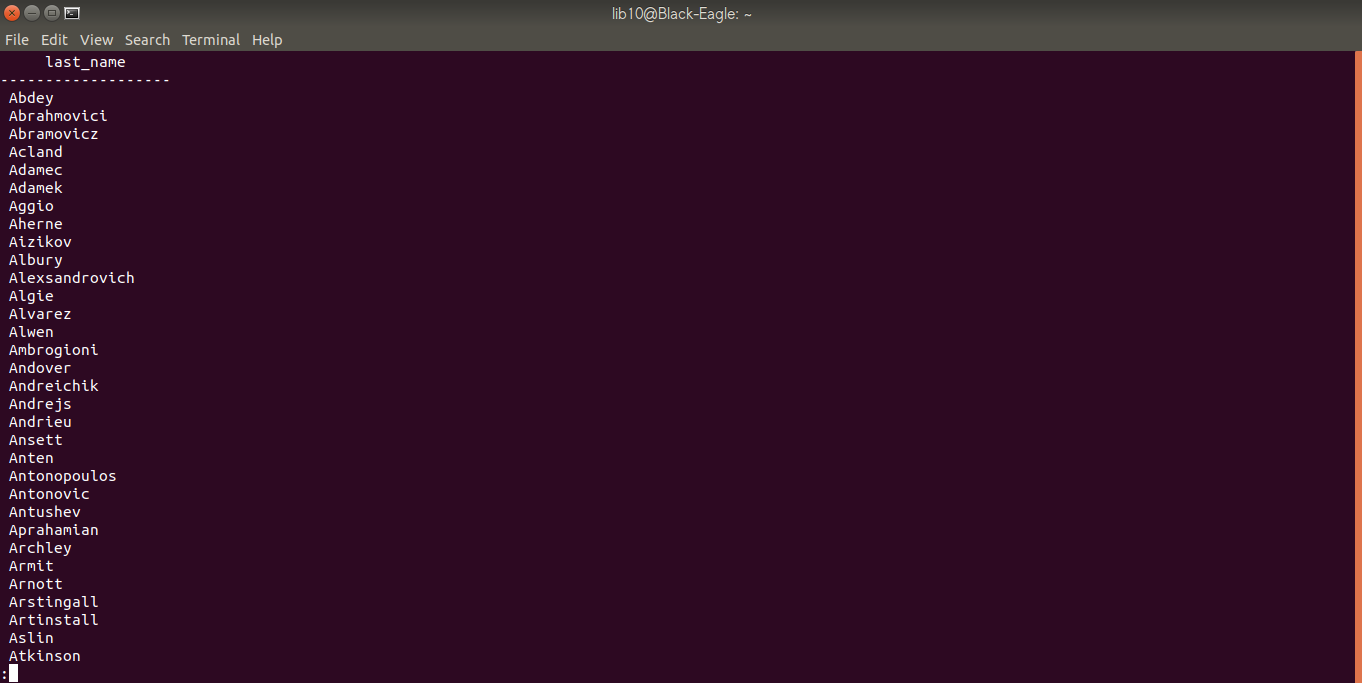 lib10@Black-Eagle: ~
File Edit View Search Terminal Help
last_name
-------------------
Abdey
Abrahmovici
Abramovicz
Acland
Adamec
Adamek
Aggio
Aherne
Aizikov
Albury
Alexsandrovich
Algie
Alvarez
Alwen
Ambrogioni
Andover
Andreichik
Andrejs
Andrieu
Ansett
Anten
Antonopoulos
Antonovic
Antushev
Aprahamian
Archley
Armit
Arnott
Arstingall
Artinstall
Aslin
Atkinson
: